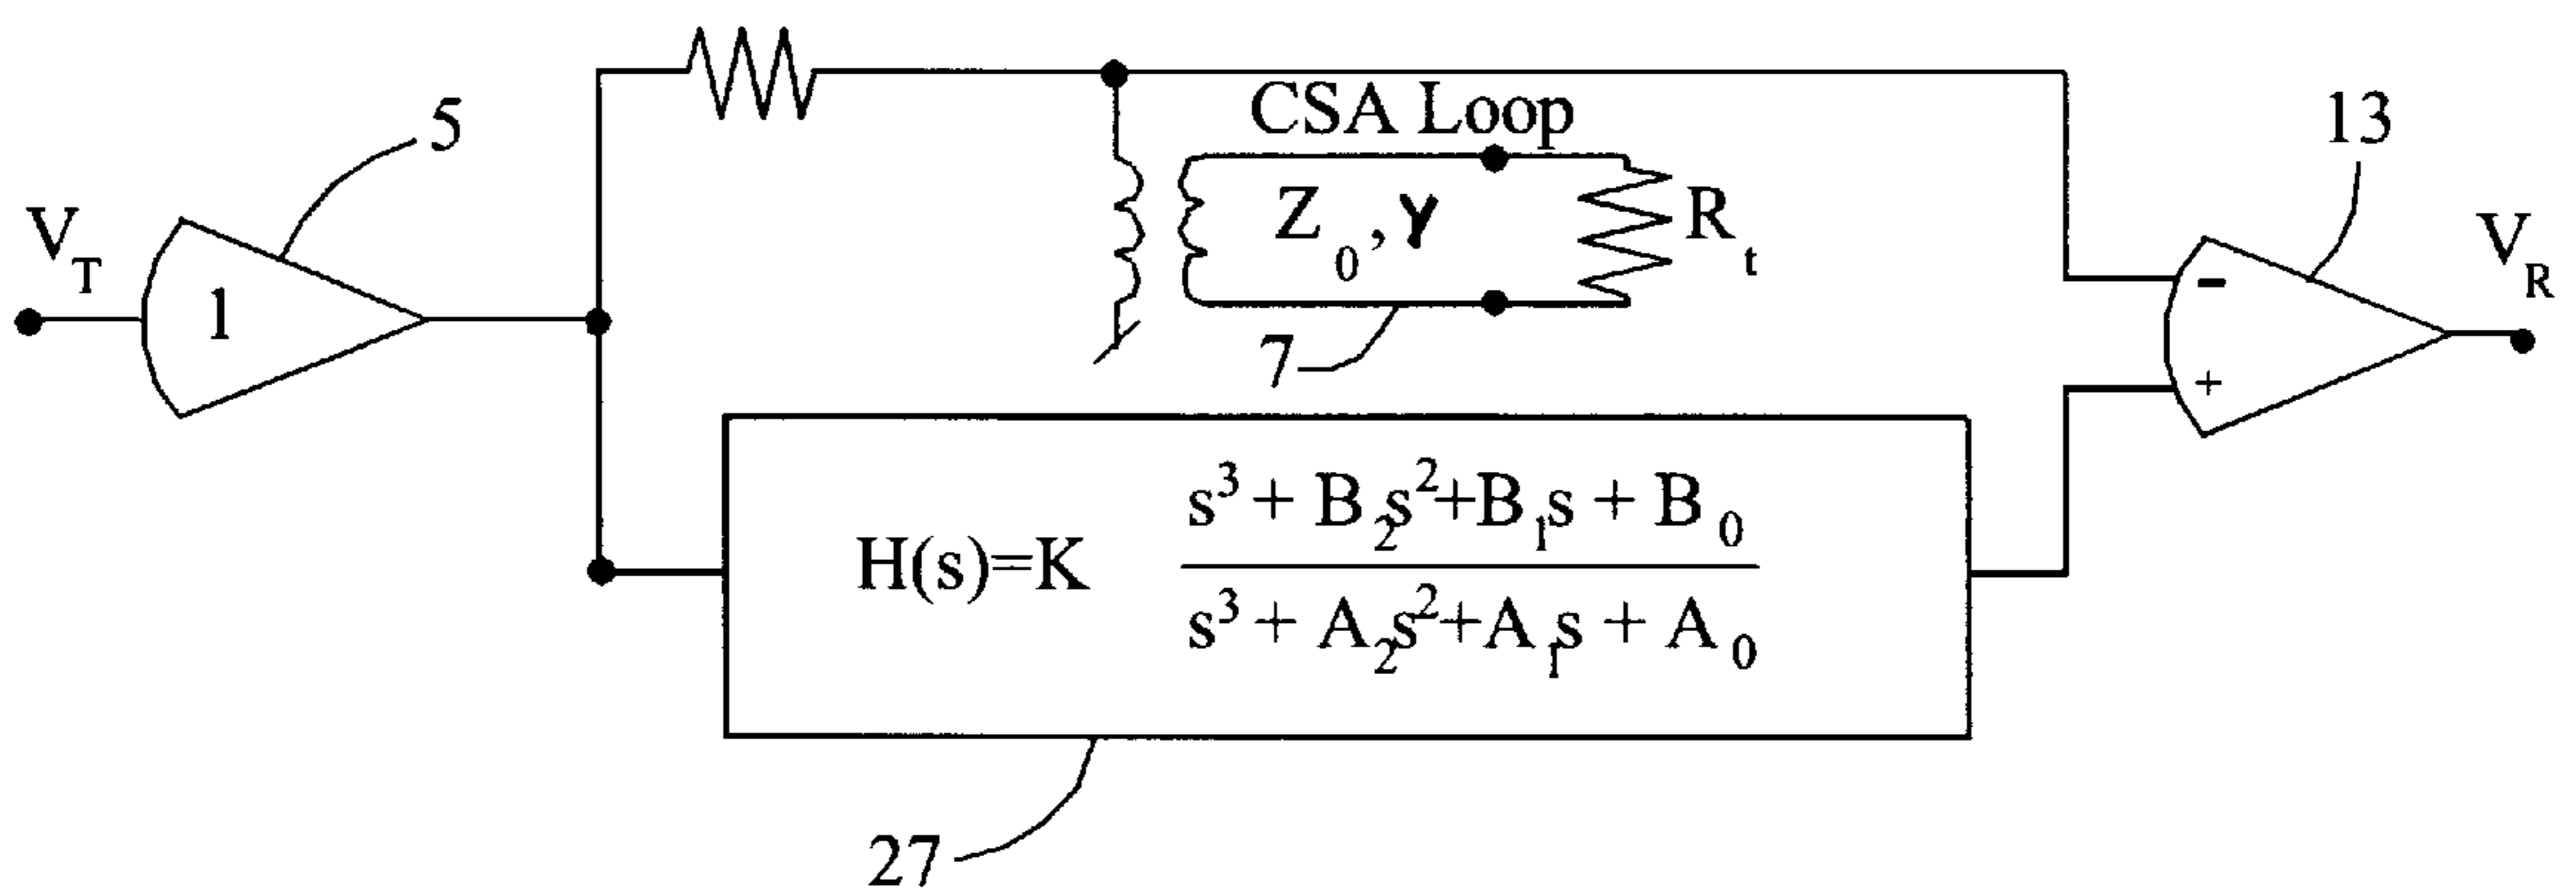 5
CSA Loop
13
V_T
1
Z_0, γ
R_t
-
V_R
7
+
H(s)=K (s^3 + B_2s^2+B_1s + B_0)/(s^3 + A_2s^2+A_1s + A_0)
27